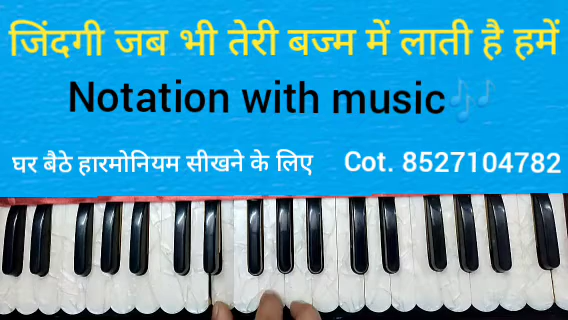 जिंदगी जब भी तेरी बज्म में लाती है हमें
Notation with music🎶
घर बैठे हारमोनियम सीखने के लिए Cot. 8527104782